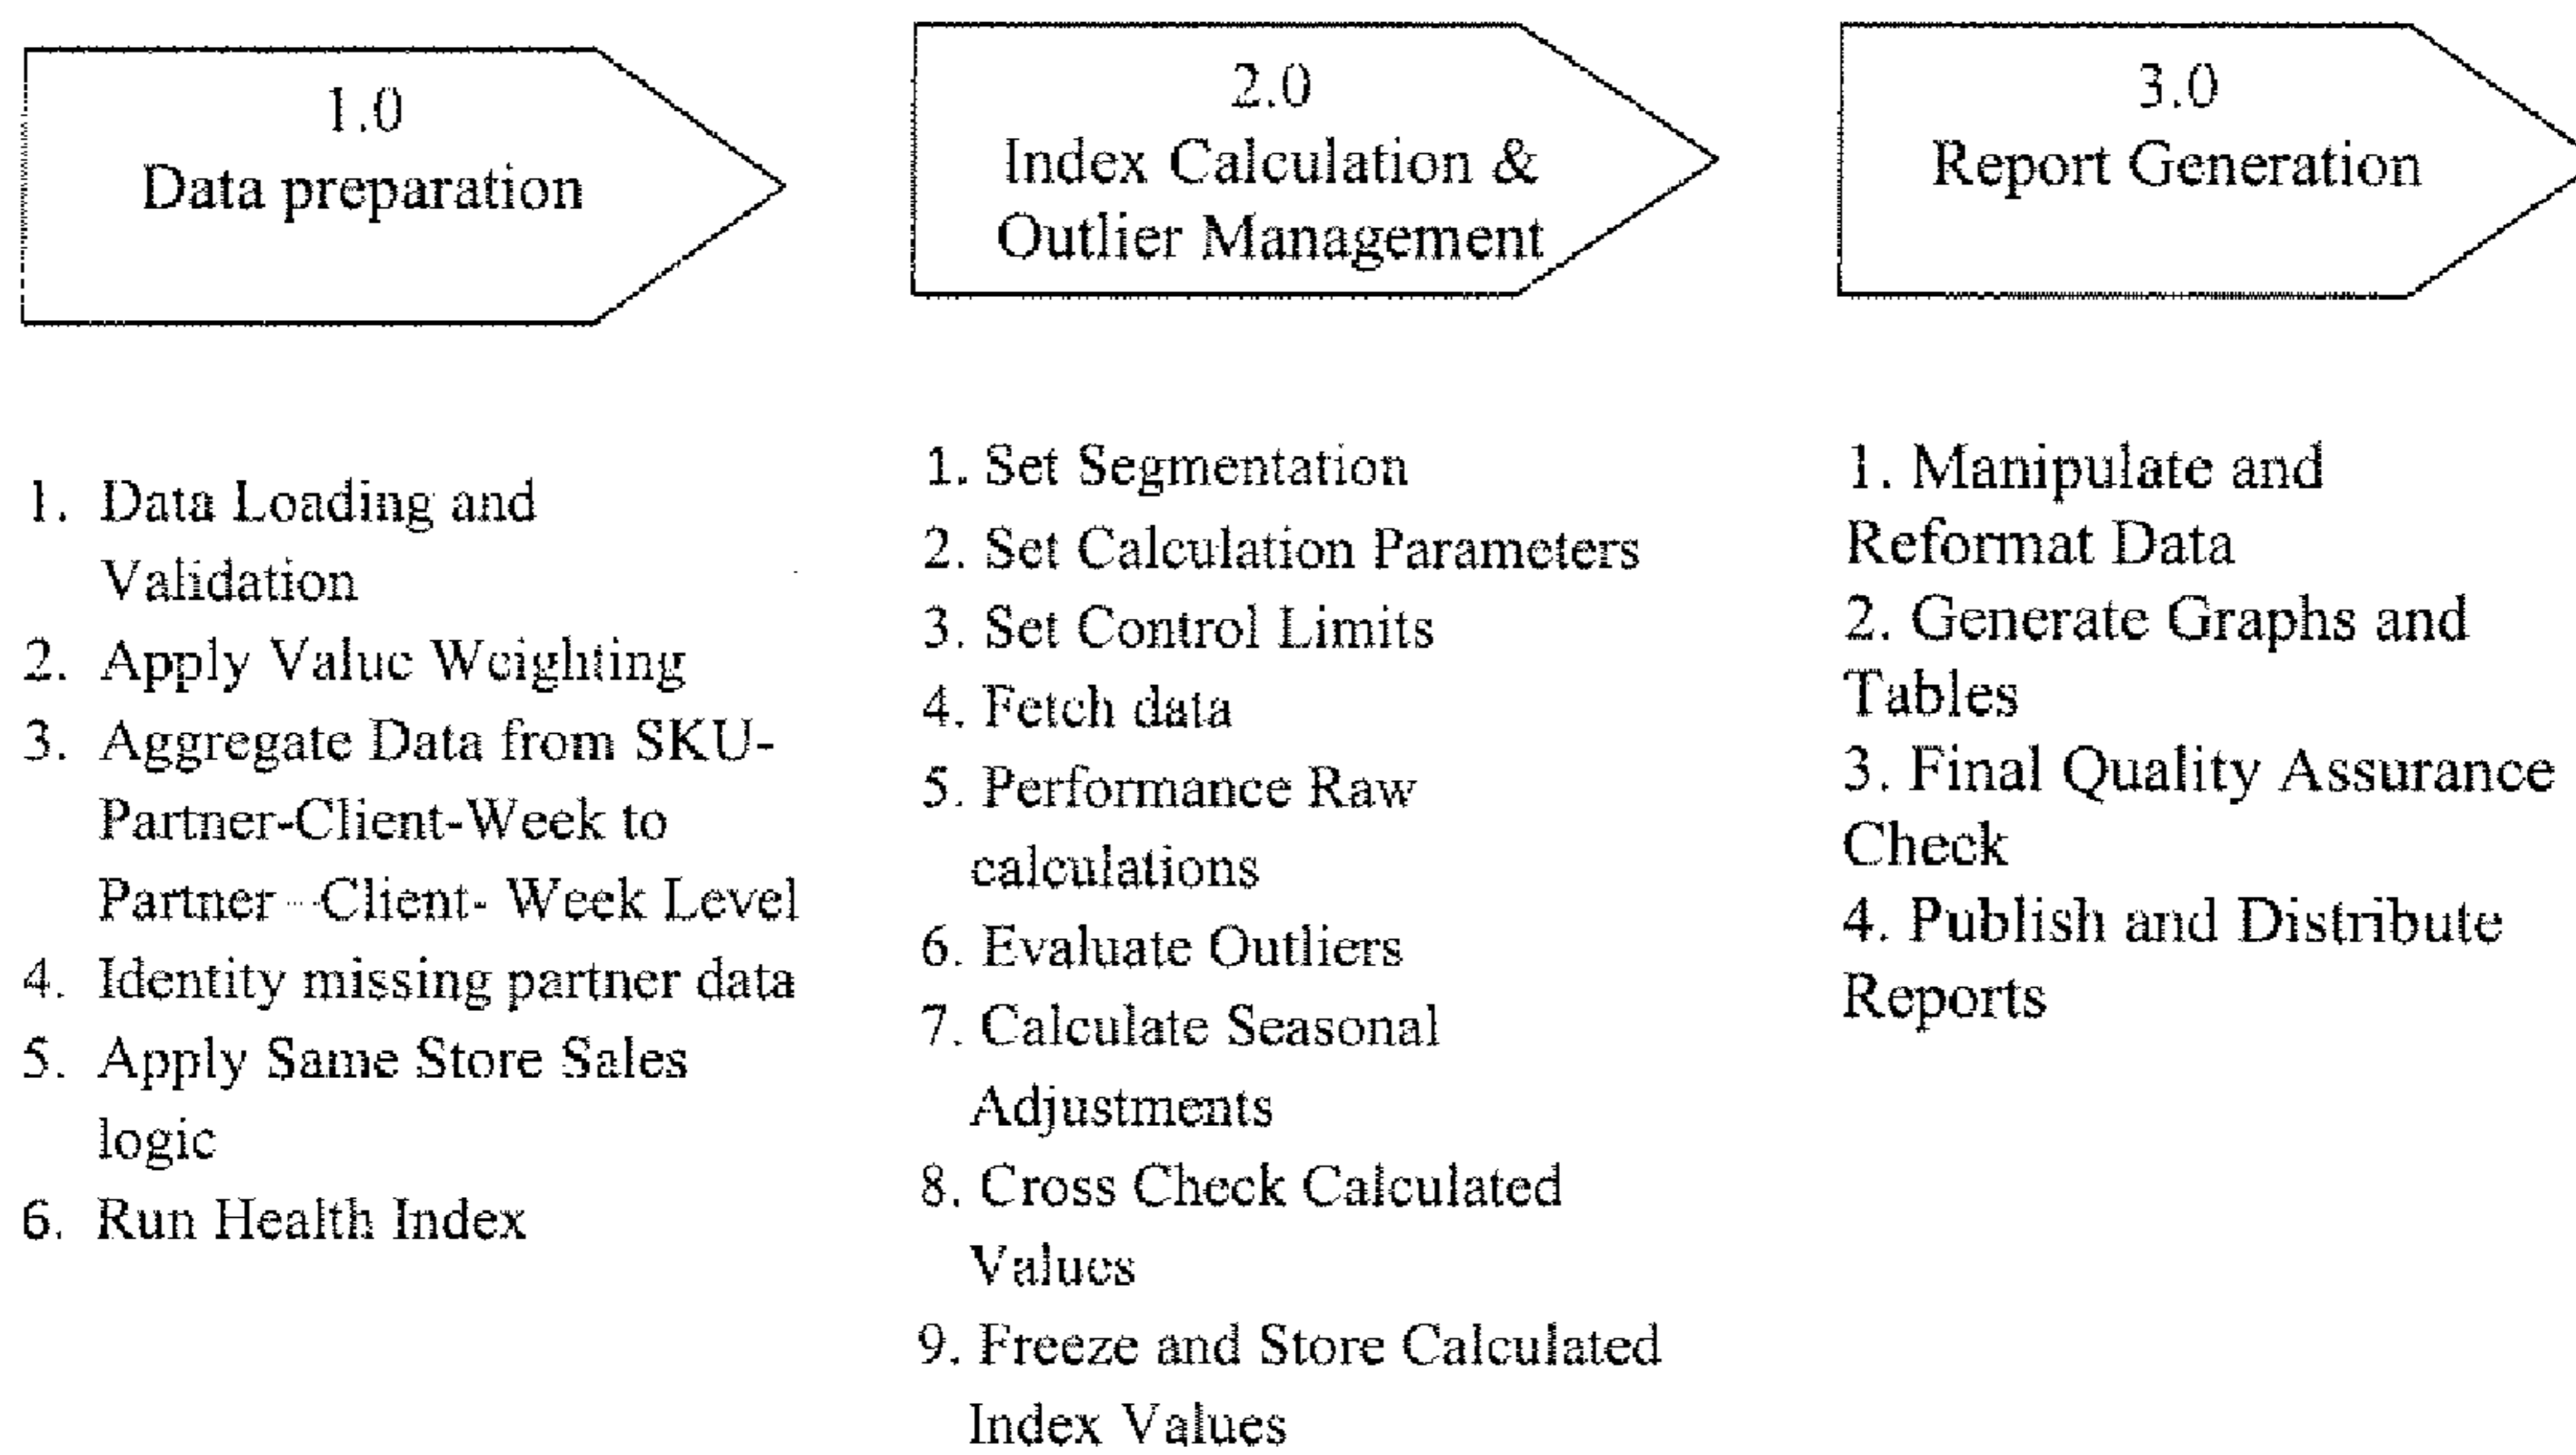 1.0
Data preparation
1. Data Loading and
Validation
2. Apply Value Weighting
3. Aggregate Data from SKU-
Partner-Client-Week to
Partner--Client- Week Level
4. Identity missing partner data
5. Apply Same Store Sales
logic
6. Run Health Index
2.0
Index Calculation &
Outlier Management
1. Set Segmentation
2. Set Calculation Parameters
3. Set Control Limits
4. Fetch data
5. Performance Raw
calculations
6. Evaluate Outliers
7. Calculate Seasonal
Adjustments
8. Cross Check Calculated
Values
9. Freeze and Store Calculated
Index Values
3.0
Report Generation
1. Manipulate and
Reformat Data
2. Generate Graphs and
Tables
3. Final Quality Assurance
Check
4. Publish and Distribute
Reports